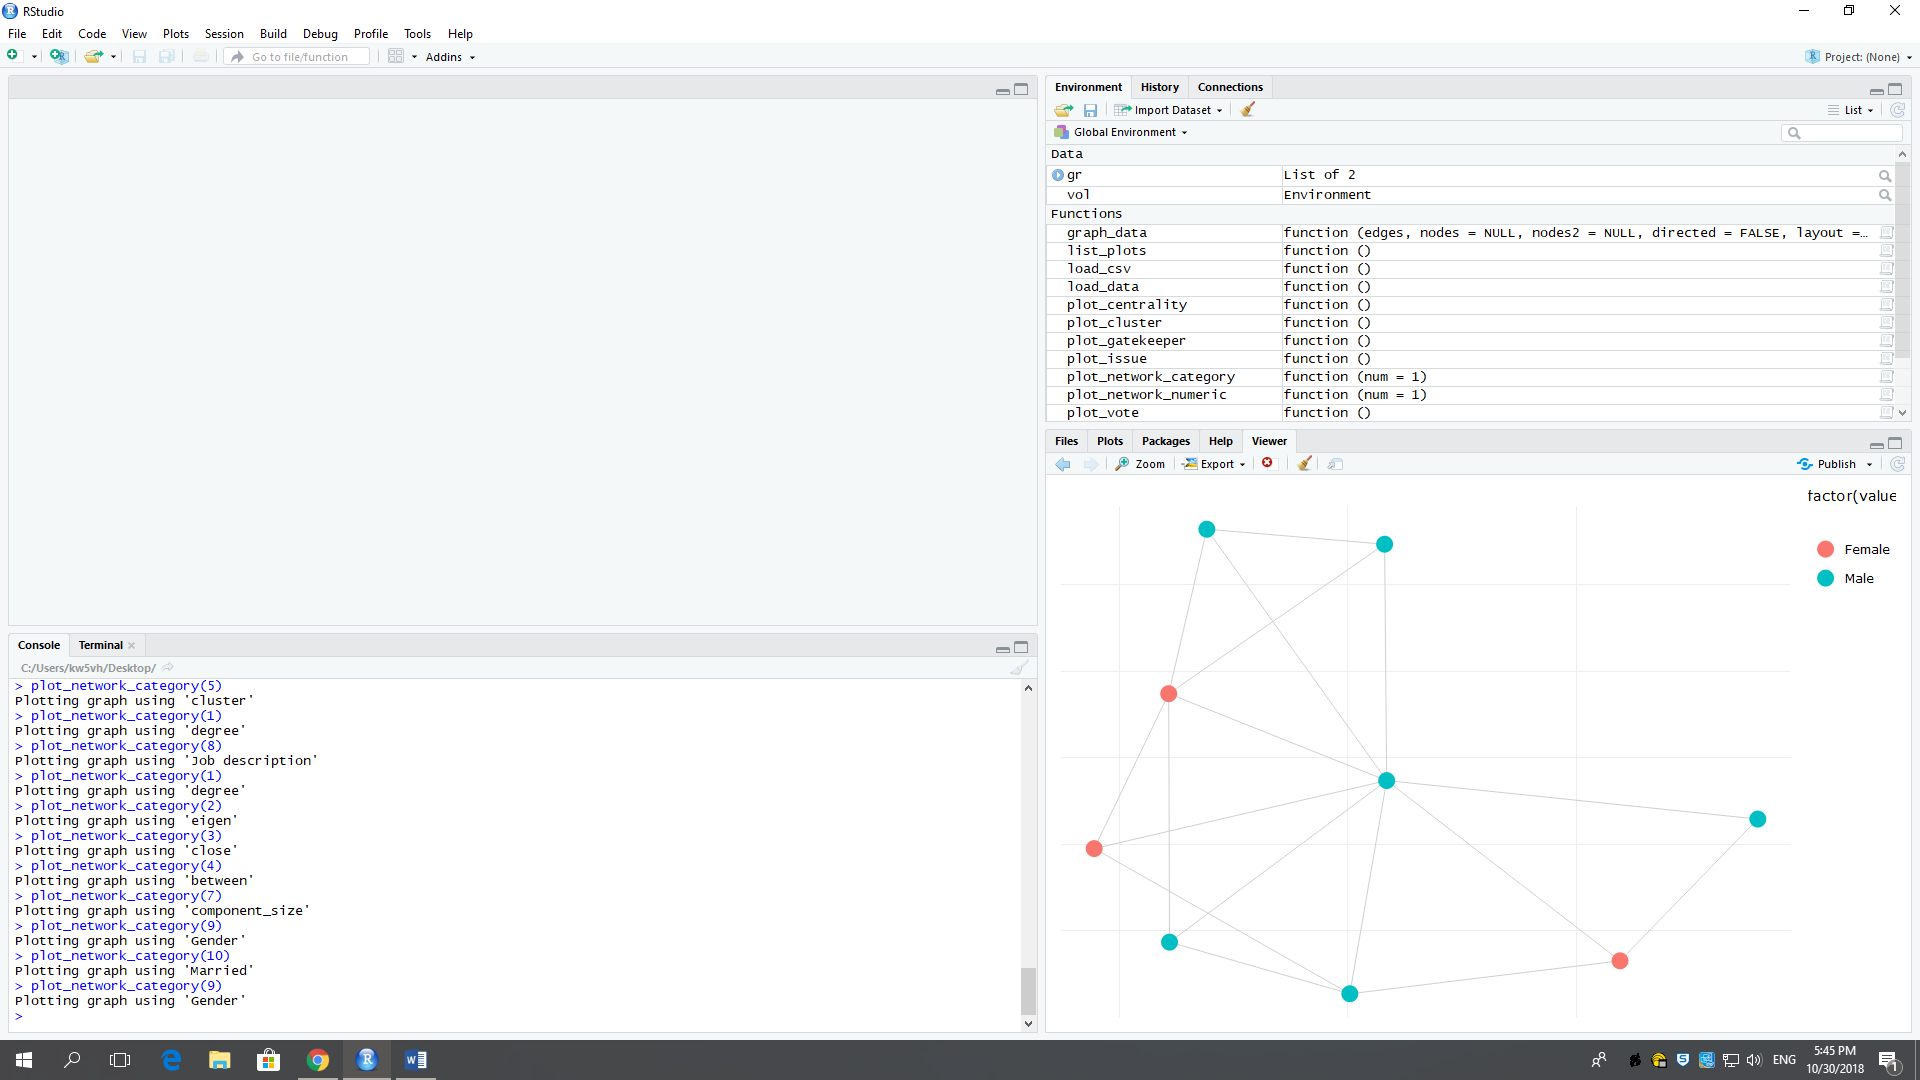 RStudio
File Edit Code View Plots Session Build Debug Profile Tools Help
Go to file/function Addins Project: (None)
Environment History Connections
Import Dataset List
Global Environment
Data
gr List of 2
vol Environment
Functions
graph_data function (edges, nodes = NULL, nodes2 = NULL, directed = FALSE, layout =…
list_plots function ()
load_csv function ()
load_data function ()
plot_centrality function ()
plot_cluster function ()
plot_gatekeeper function ()
plot_issue function ()
plot_network_category function (num = 1)
plot_network_numeric function (num = 1)
plot_vote function ()
Files Plots Packages Help Viewer
Zoom Export Publish
factor(value
Female
Male
Console Terminal
C:/Users/kw5vh/Desktop/
> plot_network_category(5)
Plotting graph using 'cluster'
> plot_network_category(1)
Plotting graph using 'degree'
> plot_network_category(8)
Plotting graph using 'Job description'
> plot_network_category(1)
Plotting graph using 'degree'
> plot_network_category(2)
Plotting graph using 'eigen'
> plot_network_category(3)
Plotting graph using 'close'
> plot_network_category(4)
Plotting graph using 'between'
> plot_network_category(7)
Plotting graph using 'component_size'
> plot_network_category(9)
Plotting graph using 'Gender'
> plot_network_category(10)
Plotting graph using 'Married'
> plot_network_category(9)
Plotting graph using 'Gender'
>
ENG
5:45 PM
10/30/2018
1